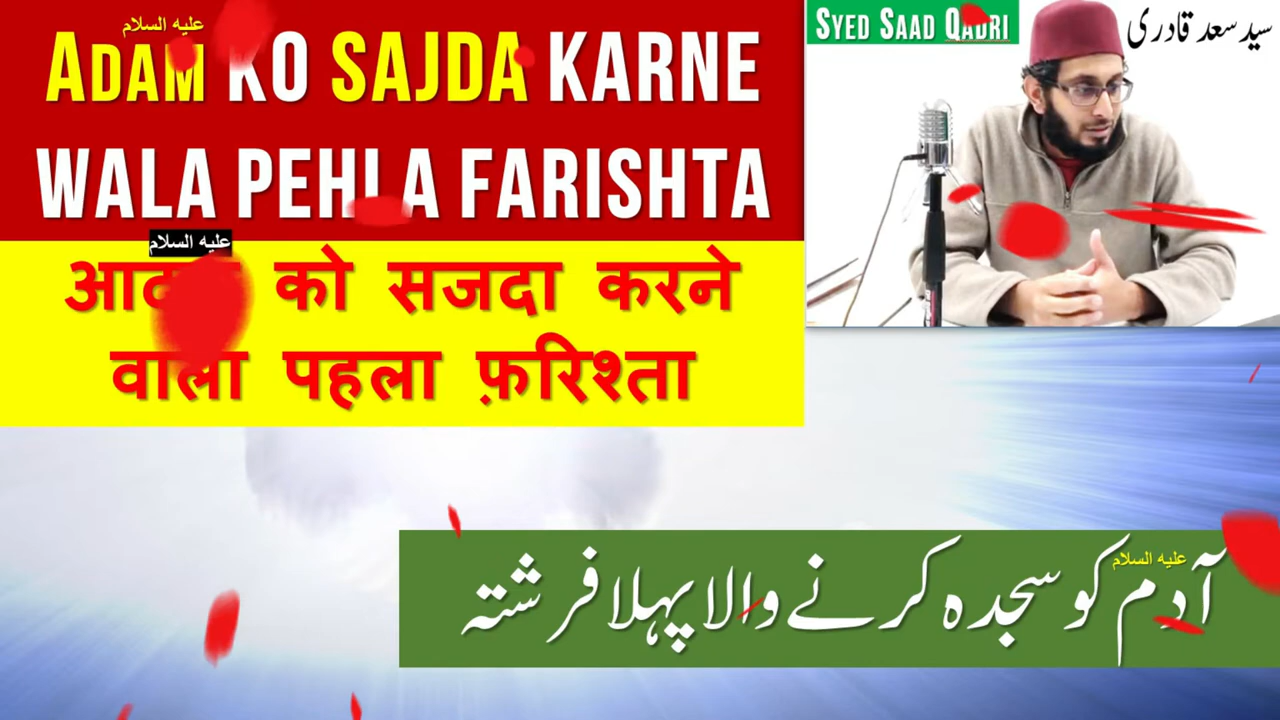 عليه السلام
ADAM KO SAJDA KARNE
WALA PEHLA FARISHTA
عليه السلام
आदम को सजदा करने
वाला पहला फ़रिश्ता
SYED SAAD QADRI
سید سعد قادری
عليه السلام
آدم کو سجدہ کرنے والا پہلا فرشتہ